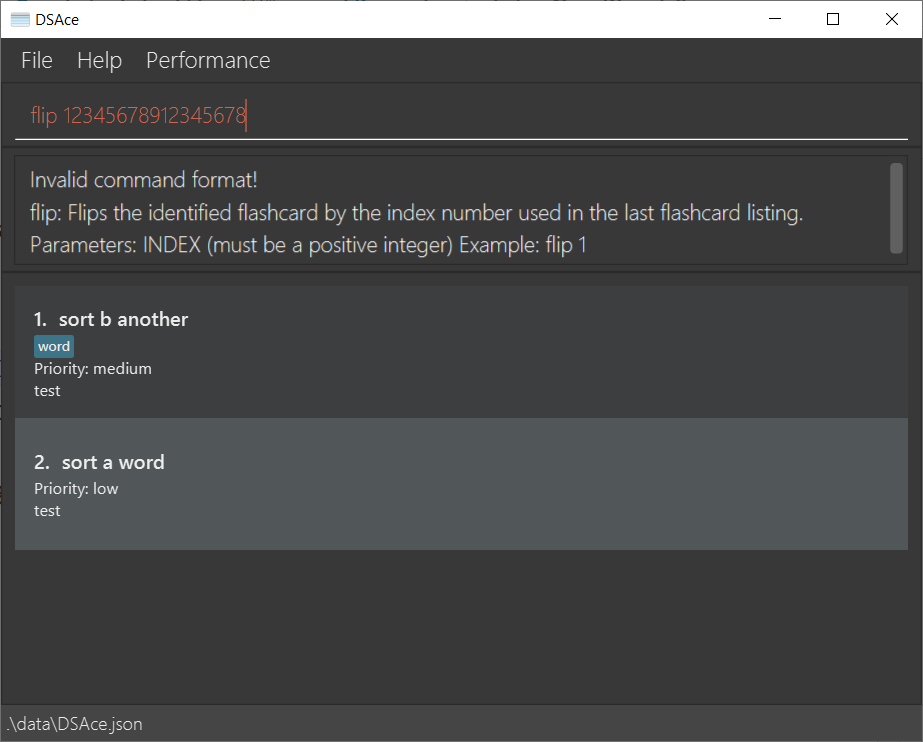 DSAce
File Help Performance
flip 12345678912345678
Invalid command format!
flip: Flips the identified flashcard by the index number used in the last flashcard listing.
Parameters: INDEX (must be a positive integer) Example: flip 1
1. sort b another
word
Priority: medium
test
2. sort a word
Priority: low
test
.\data\DSAce.json